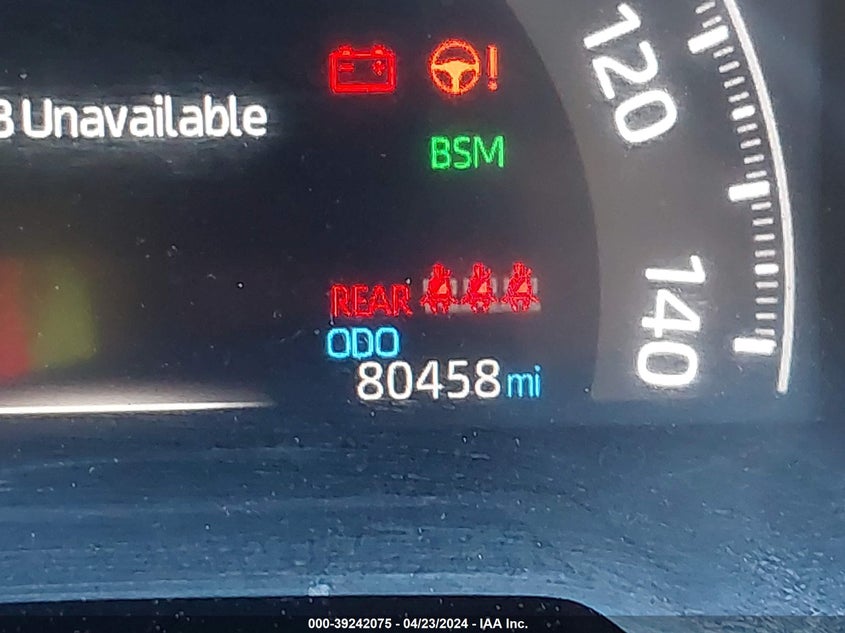 Unavailable
BSM
REAR
ODO
80458 mi
120
140
000-39242075 - 04/23/2024 - IAA Inc.